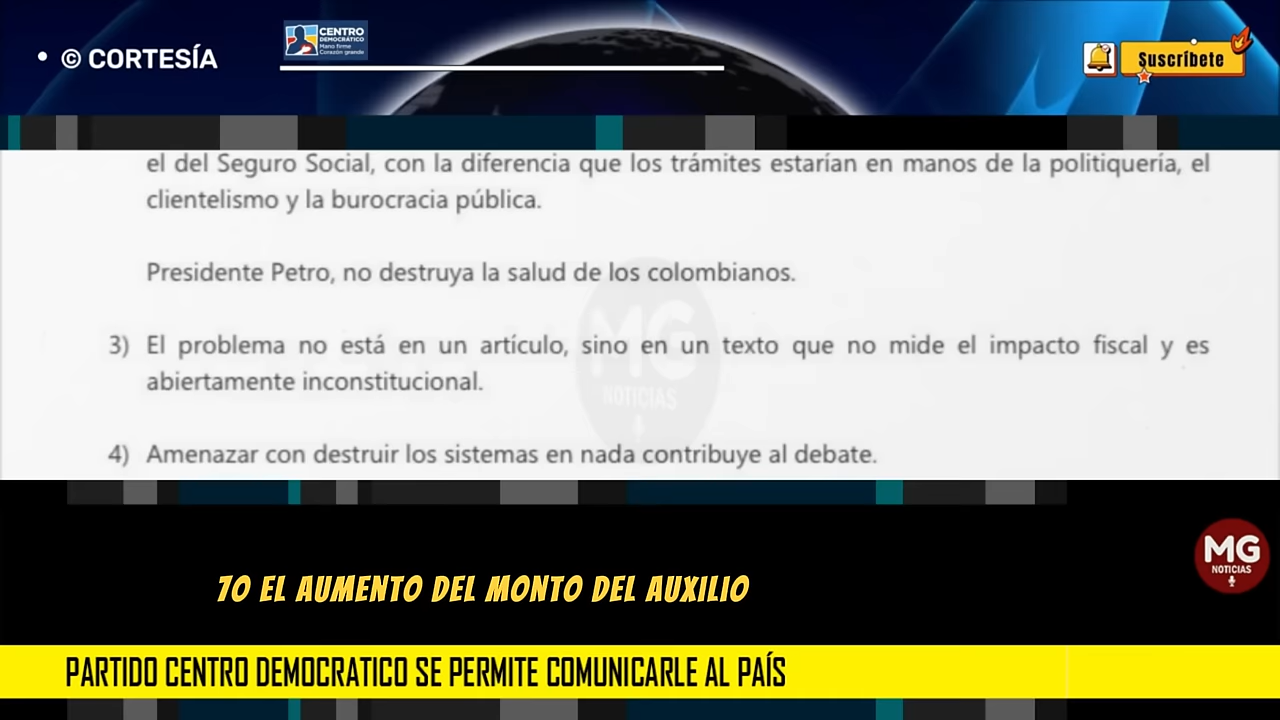 • © CORTESÍA
CENTRO
DEMOCRÁTICO
Mano firme
Corazón grande
Suscríbete
el del Seguro Social, con la diferencia que los trámites estarían en manos de la politiquería, el
clientelismo y la burocracia pública.
Presidente Petro, no destruya la salud de los colombianos.
3) El problema no está en un artículo, sino en un texto que no mide el impacto fiscal y es
abiertamente inconstitucional.
4) Amenazar con destruir los sistemas en nada contribuye al debate.
MG
NOTICIAS
MG
NOTICIAS
70 EL AUMENTO DEL MONTO DEL AUXILIO
PARTIDO CENTRO DEMOCRATICO SE PERMITE COMUNICARLE AL PAÍS